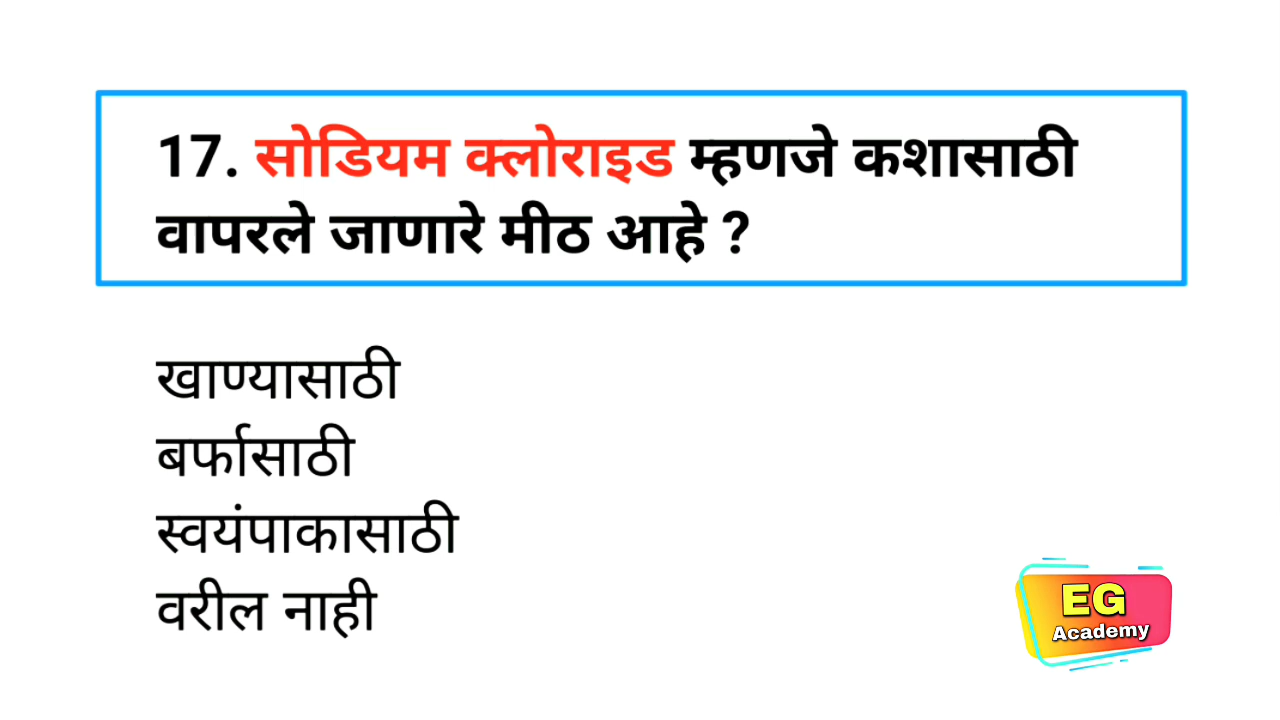 17. सोडियम क्लोराइड म्हणजे कशासाठी
वापरले जाणारे मीठ आहे ?
खाण्यासाठी
बर्फासाठी
स्वयंपाकासाठी
वरील नाही
EG
Academy